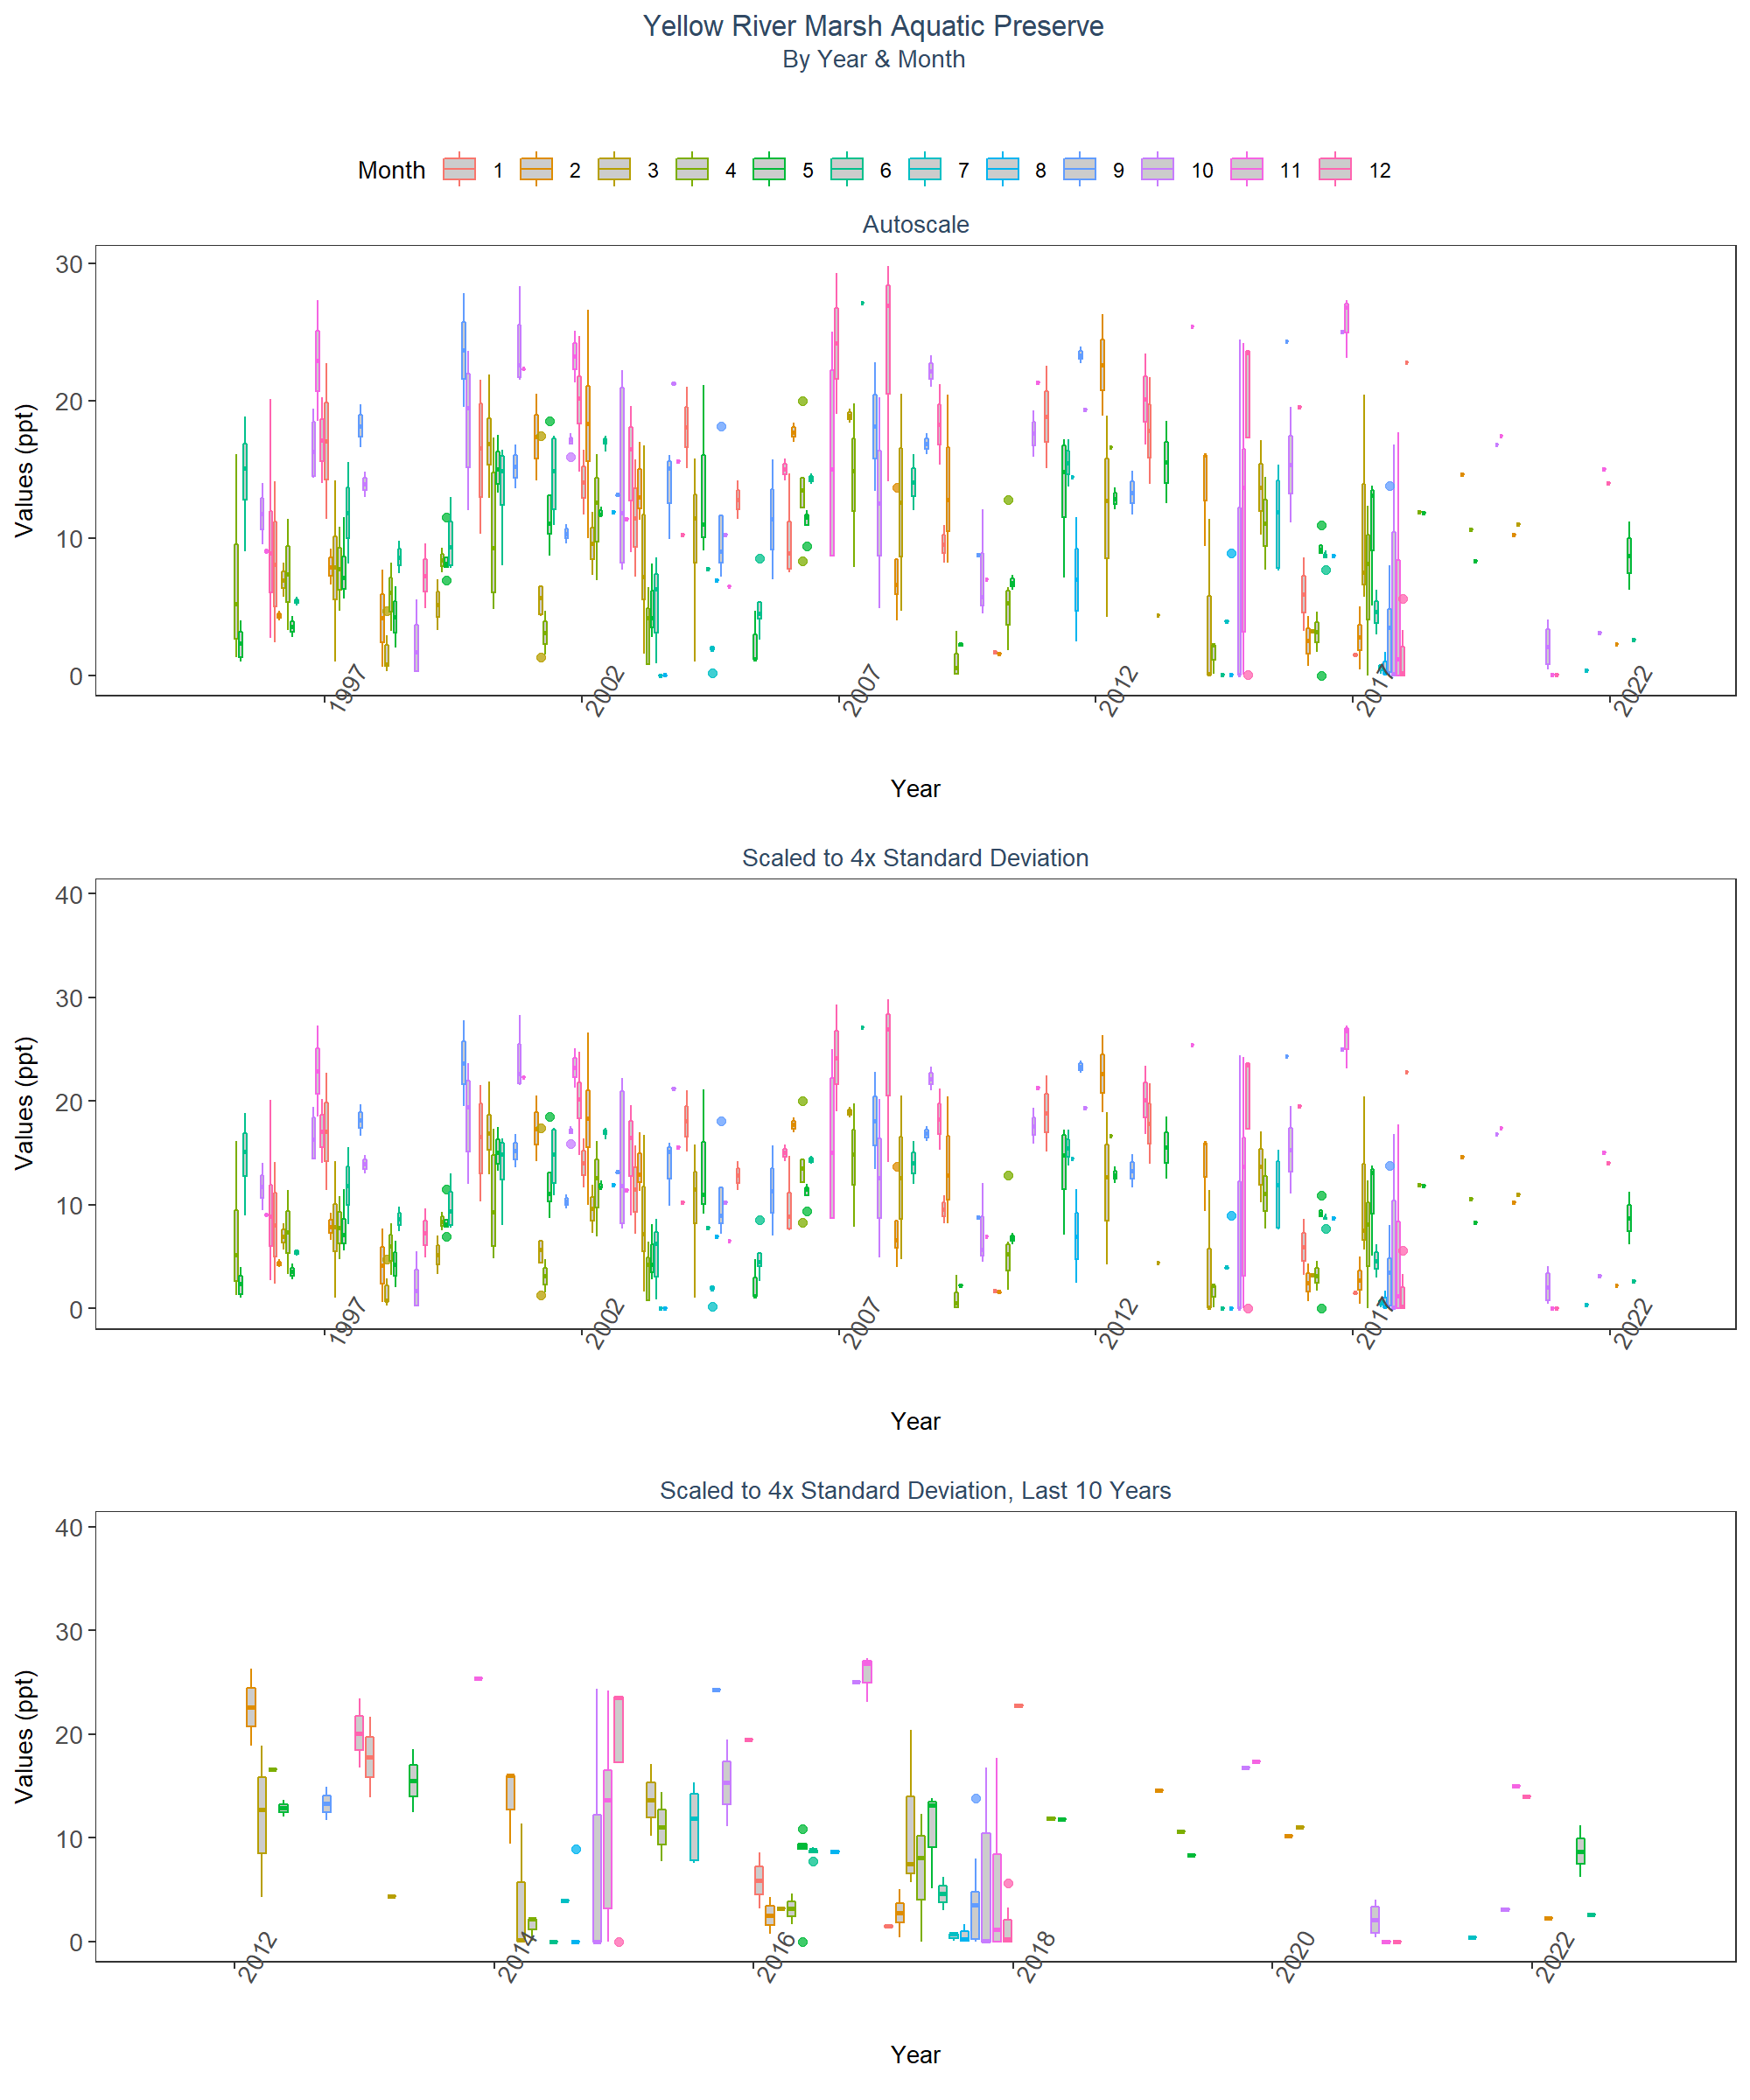 Yellow River Marsh Aquatic Preserve
By Year & Month
Month 1 2 3 4 5 6 7 8 9 10 11 12
Autoscale
Values (ppt)
30
20
10
0
1997 2002 2007 2012 2017 2022
Year
Scaled to 4x Standard Deviation
Values (ppt)
40
30
20
10
0
1997 2002 2007 2012 2017 2022
Year
Scaled to 4x Standard Deviation, Last 10 Years
Values (ppt)
40
30
20
10
0
2012 2014 2016 2018 2020 2022
Year